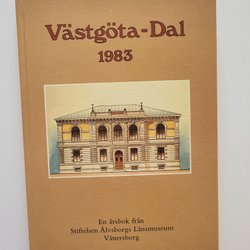 Västgöta-Dal
1983
En årsbok från
Stiftelsen Älvsborgs Länsmuseum
Vänersborg